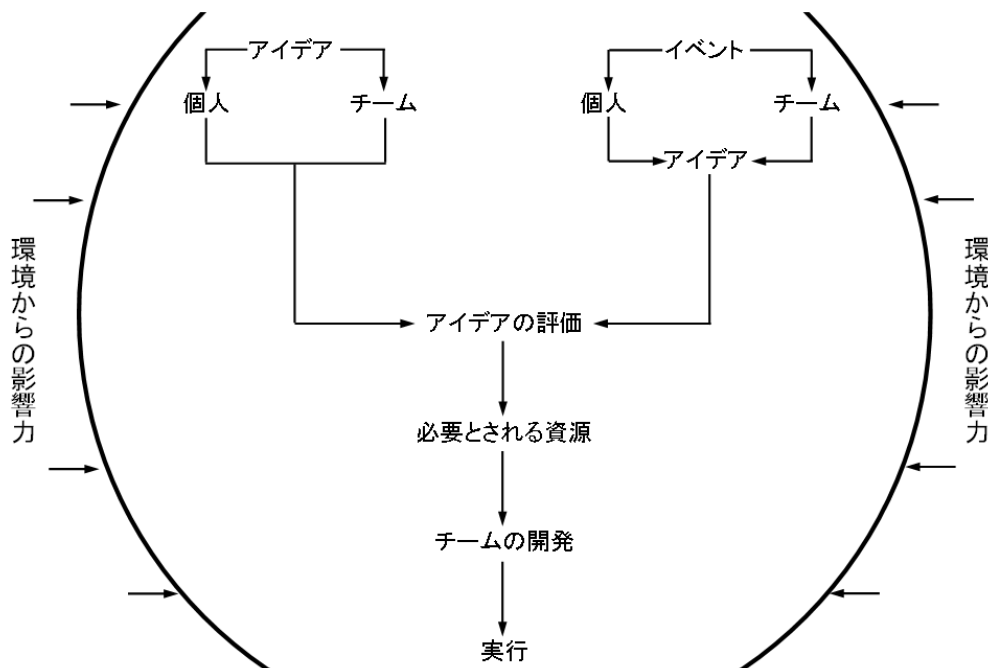 アイデア
イベント
個人
チーム
個人
チーム
アイデア
環境からの影響力
環境からの影響力
アイデアの評価
必要とされる資源
チームの開発
実行